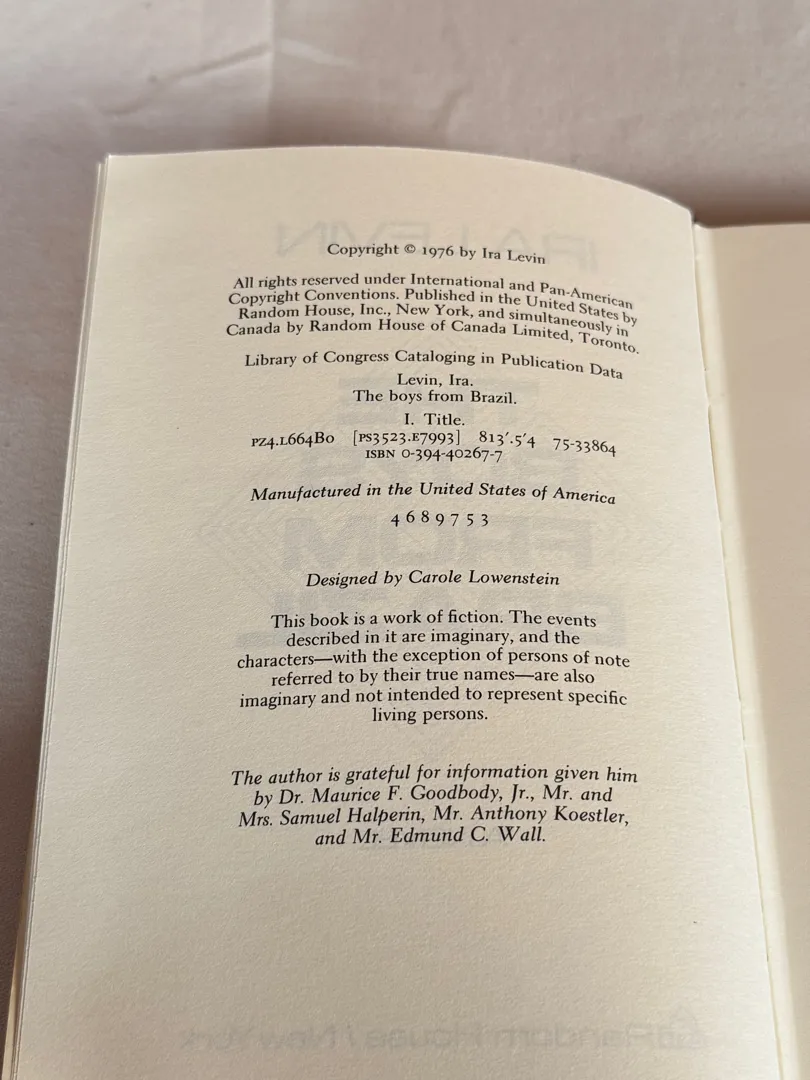 Copyright © 1976 by Ira Levin
All rights reserved under International and Pan-American
Copyright Conventions. Published in the United States by
Random House, Inc., New York, and simultaneously in
Canada by Random House of Canada Limited, Toronto.
Library of Congress Cataloging in Publication Data
Levin, Ira.
The boys from Brazil.
I. Title.
PZ4.L664Bo [PS3523.E7993] 813'.5'4 75-33864
ISBN 0-394-40267-7
Manufactured in the United States of America
4 6 8 9 7 5 3
Designed by Carole Lowenstein
This book is a work of fiction. The events
described in it are imaginary, and the
characters—with the exception of persons of note
referred to by their true names—are also
imaginary and not intended to represent specific
living persons.
The author is grateful for information given him
by Dr. Maurice F. Goodbody, Jr., Mr. and
Mrs. Samuel Halperin, Mr. Anthony Koestler,
and Mr. Edmund C. Wall.